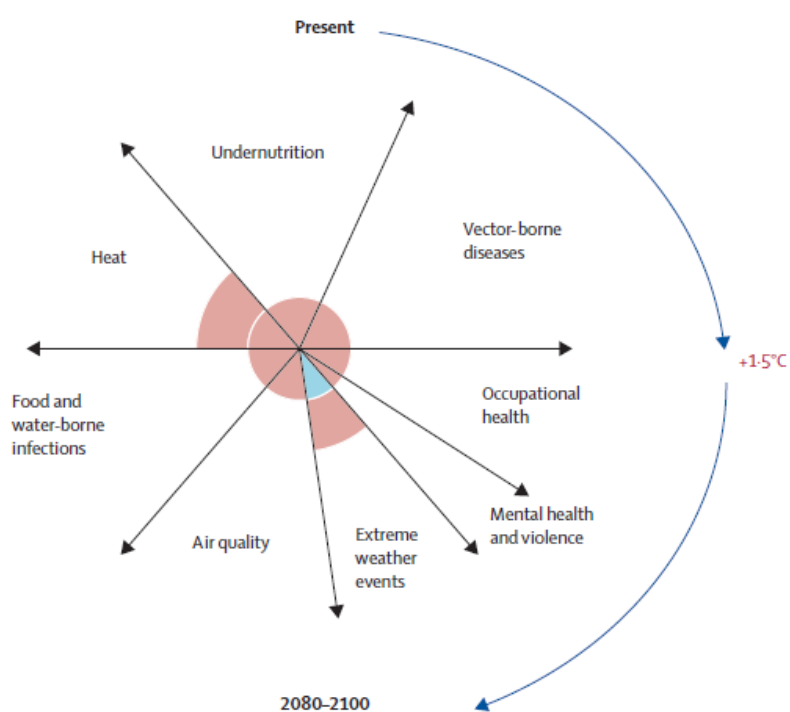 Present
Undernutrition
Vector-borne
diseases
Heat
+1·5°C
Food and
water-borne
infections
Occupational
health
Mental health
and violence
Air quality
Extreme
weather
events
2080–2100